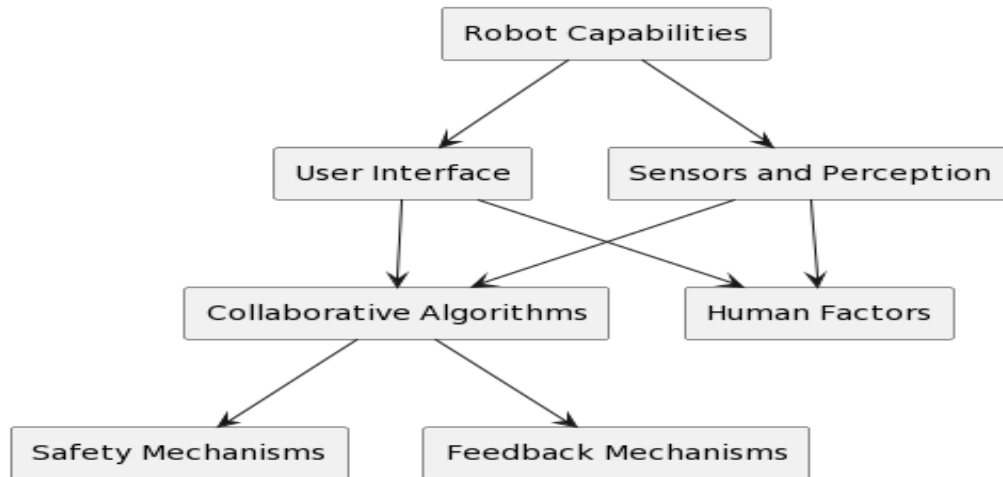 Robot Capabilities
User Interface
Sensors and Perception
Collaborative Algorithms
Human Factors
Safety Mechanisms
Feedback Mechanisms